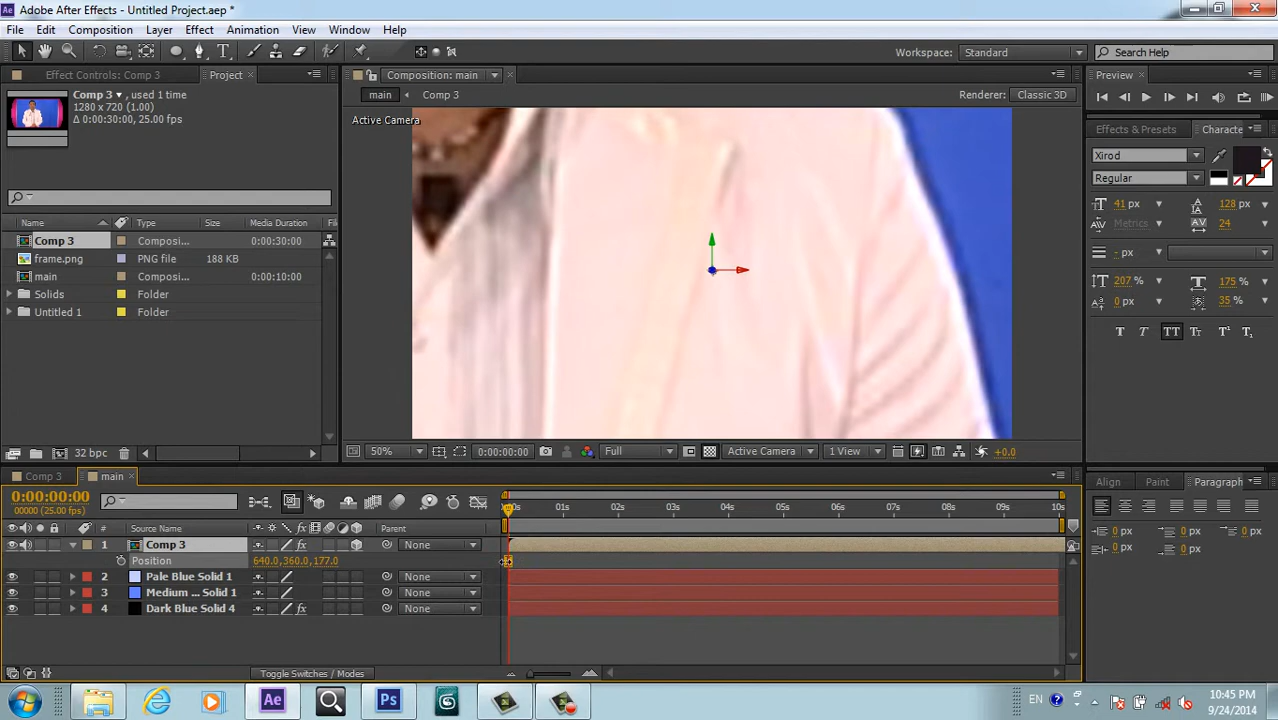 Adobe After Effects - Untitled Project.aep *
File Edit Composition Layer Effect Animation View Window Help
Workspace: Standard Search Help
Effect Controls: Comp 3 Project
Comp 3 , used 1 time
1280 x 720 (1.00)
Δ 0:00:30:00, 25.00 fps
Name Type Size Media Duration Fil
Comp 3 Composi... 0:00:30:00
frame.png PNG file 188 KB
main Composi... 0:00:10:00
Solids Folder
Untitled 1 Folder
32 bpc
Composition: main
main Comp 3 Renderer: Classic 3D
Active Camera
50% 0:00:00:00 Full Active Camera 1 View +0.0
Preview
Effects & Presets Characte
Xirod
Regular
41 px 128 px
Metrics 24
- px
207 % 175 %
0 px 35 %
Align Paint Paragraph
0 px 0 px 0 px
0 px 0 px
Comp 3 main
0:00:00:00
00000 (25.00 fps)
# Source Name Parent
01s 02s 03s 04s 05s 06s 07s 08s 09s 10s
1 Comp 3 None
Position 640.0,360.0,177.0
2 Pale Blue Solid 1 None
3 Medium ... Solid 1 None
4 Dark Blue Solid 4 None
Toggle Switches / Modes
EN 10:45 PM
9/24/2014